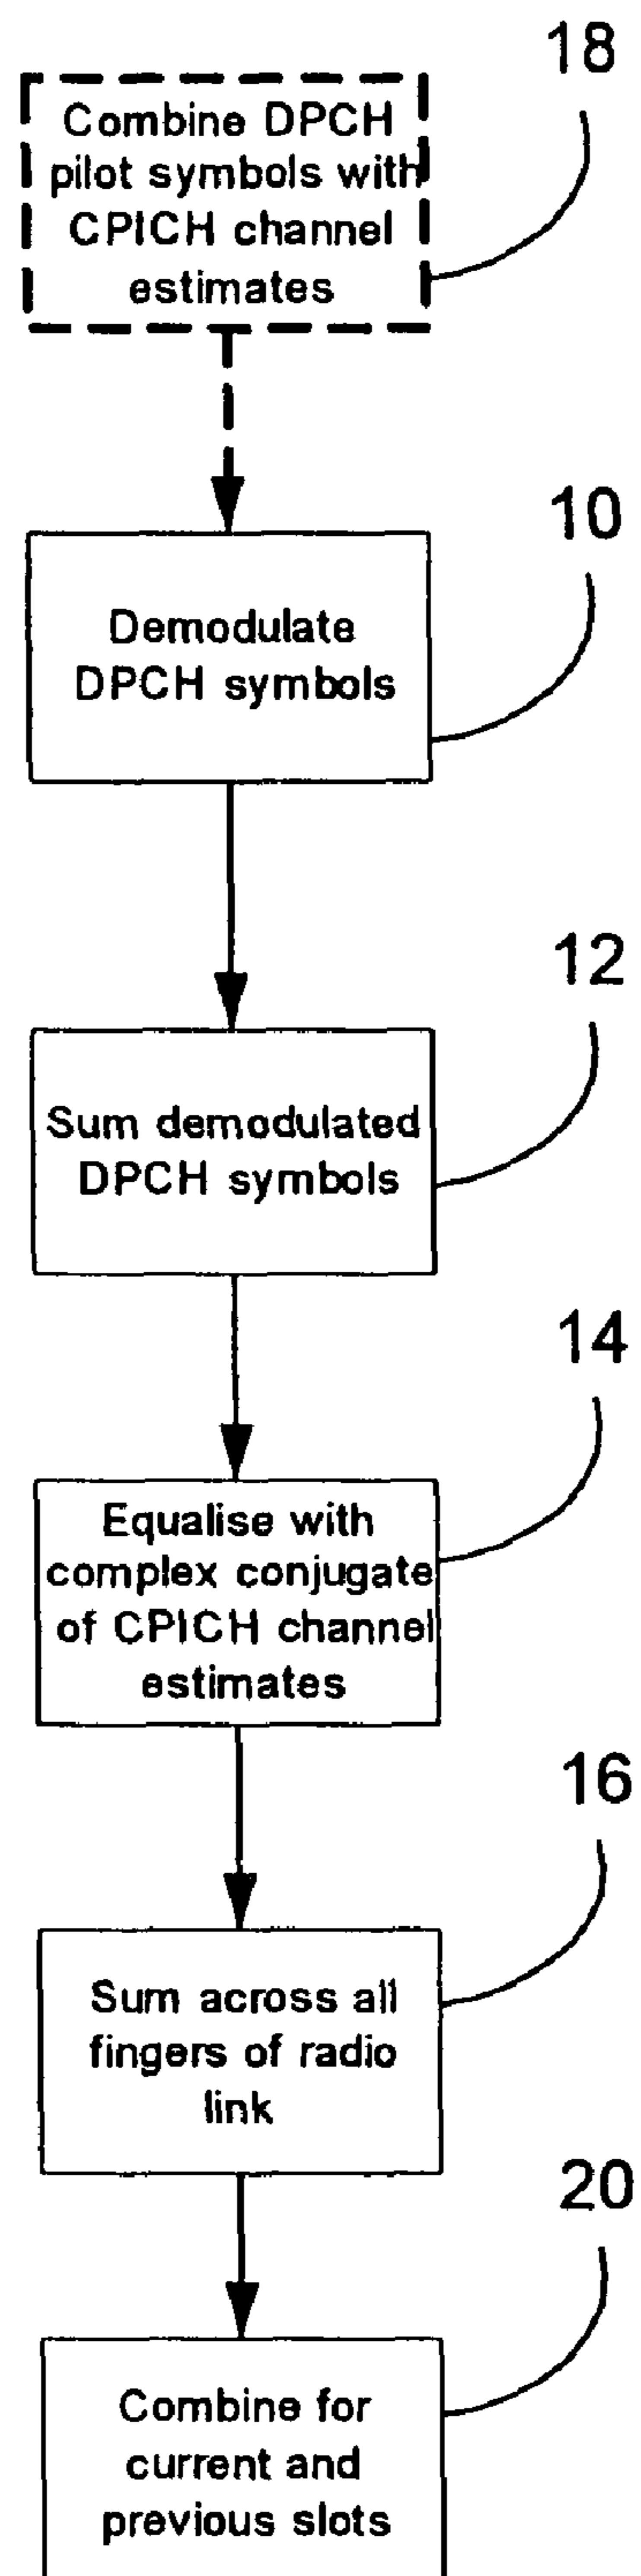 18
Combine DPCH
pilot symbols with
CPICH channel
estimates
10
Demodulate
DPCH symbols
12
Sum demodulated
DPCH symbols
14
Equalise with
complex conjugate
of CPICH channel
estimates
16
Sum across all
fingers of radio
link
20
Combine for
current and
previous slots